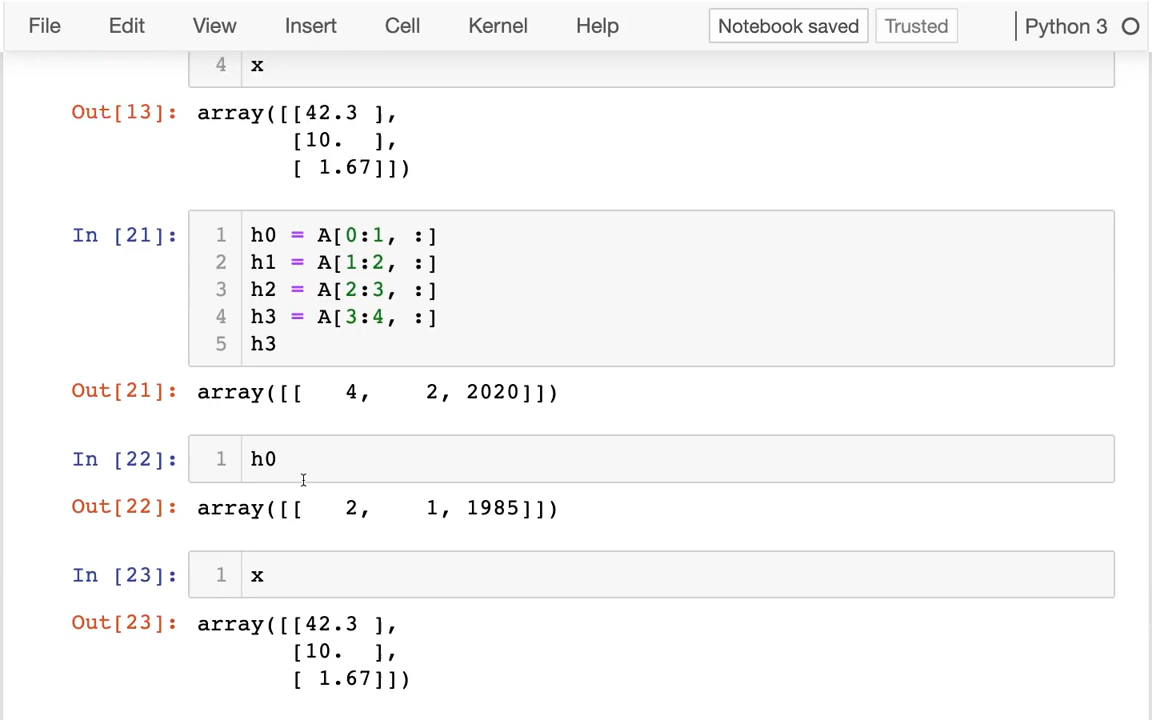 File Edit View Insert Cell Kernel Help Notebook saved Trusted Python 3
4 x
Out[13]: array([[42.3 ],
[10.   ],
[ 1.67]])
In [21]: 1 h0 = A[0:1, :]
2 h1 = A[1:2, :]
3 h2 = A[2:3, :]
4 h3 = A[3:4, :]
5 h3
Out[21]: array([[   4,    2, 2020]])
In [22]: 1 h0
Out[22]: array([[   2,    1, 1985]])
In [23]: 1 x
Out[23]: array([[42.3 ],
[10.   ],
[ 1.67]])